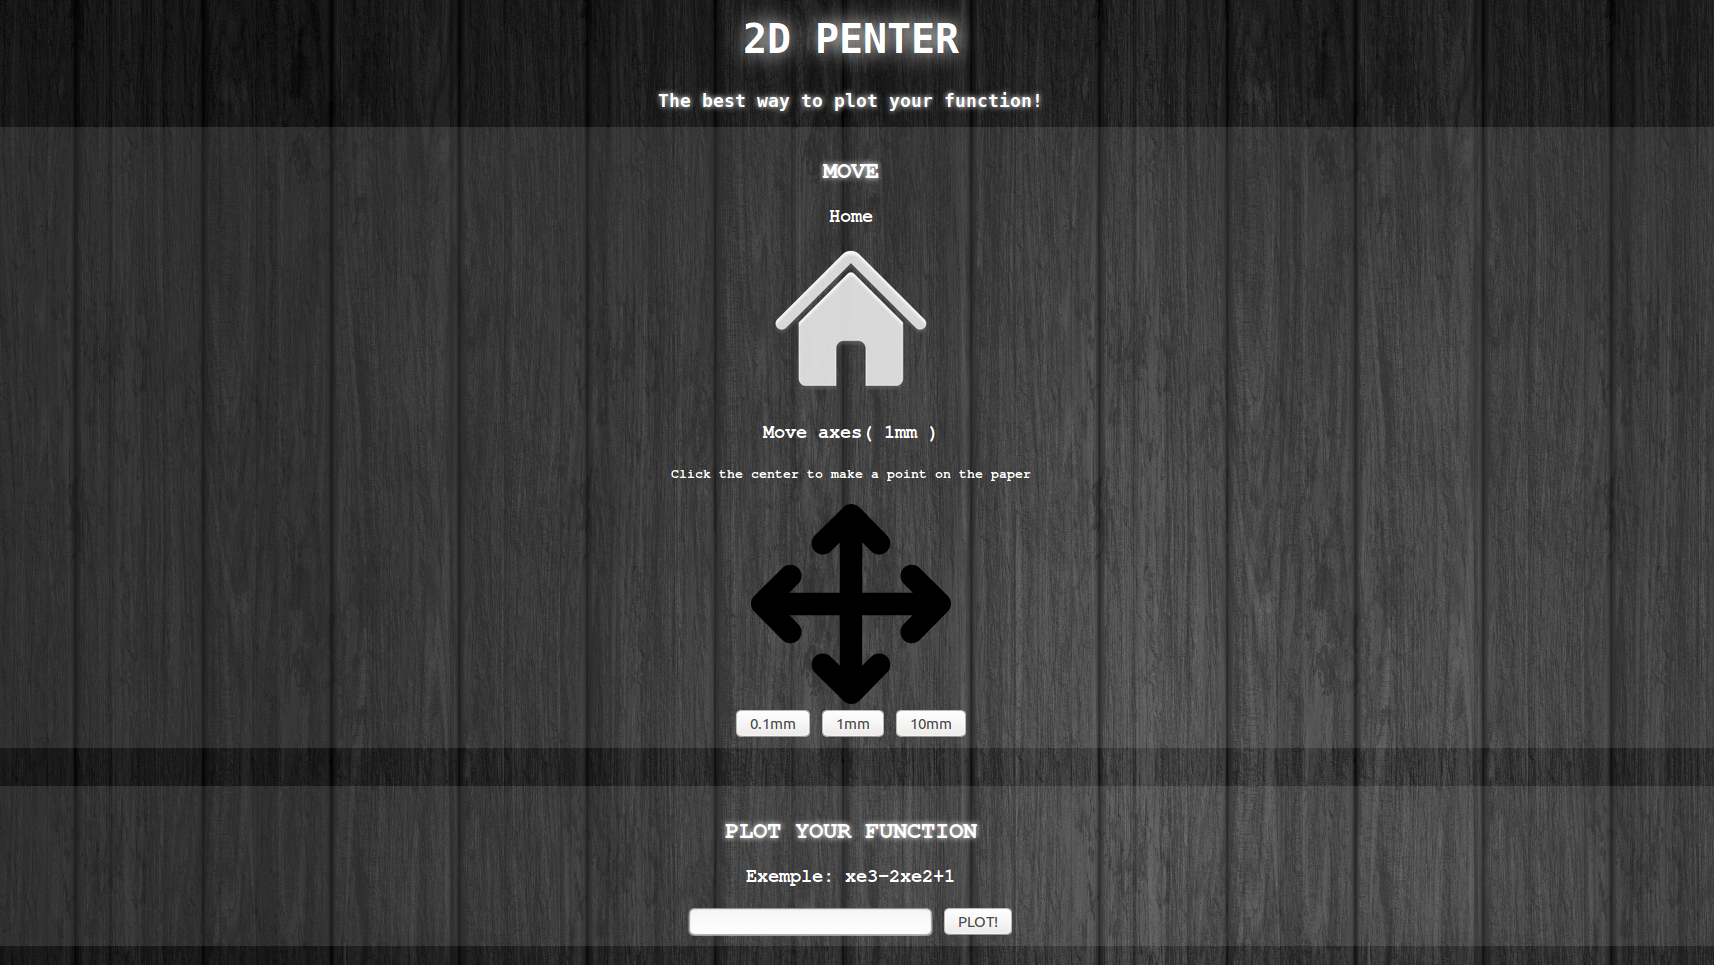 2D PENTER
The best way to plot your function!
MOVE
Home
Move axes( 1mm )
Click the center to make a point on the paper
0.1mm 1mm 10mm
PLOT YOUR FUNCTION
Exemple: xe3-2xe2+1
PLOT!